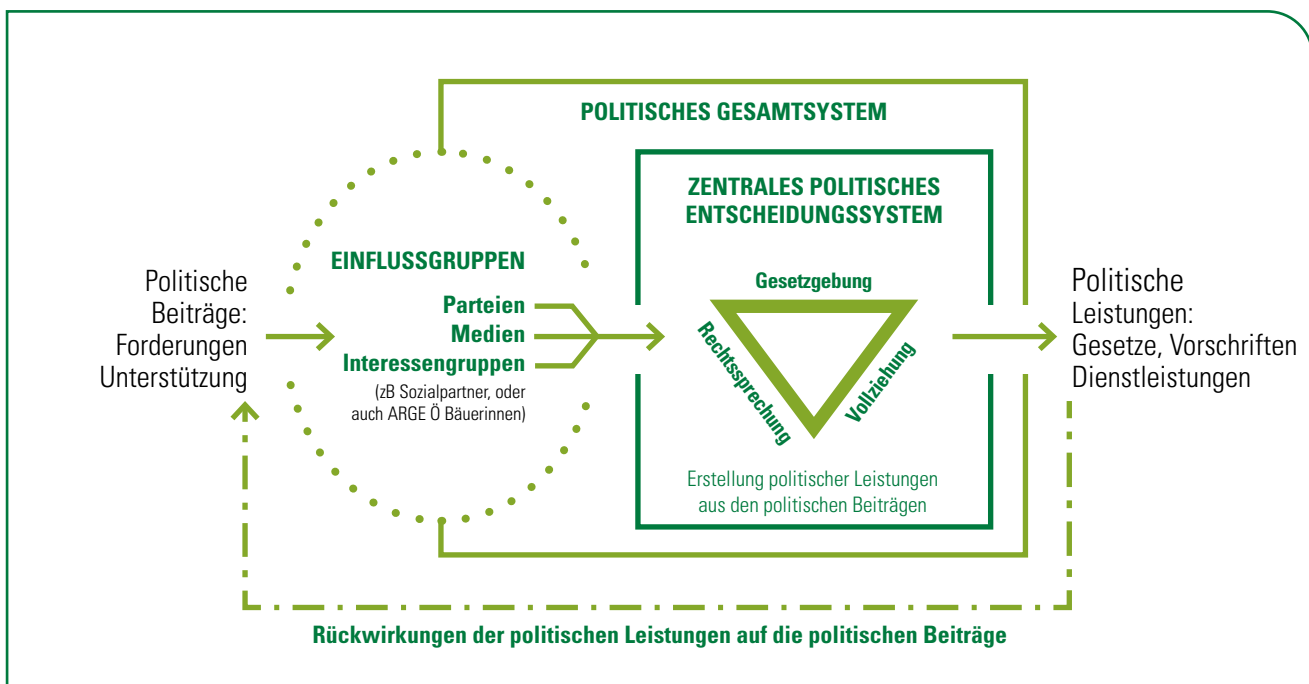 POLITISCHES GESAMTSYSTEM
ZENTRALES POLITISCHES
ENTSCHEIDUNGSSYSTEM
EINFLUSSGRUPPEN
Politische
Beiträge:
Forderungen
Unterstützung
Parteien
Medien
Interessengruppen
(zB Sozialpartner, oder
auch ARGE Ö Bäuerinnen)
Gesetzgebung
Rechtssprechung
Vollziehung
Erstellung politischer Leistungen
aus den politischen Beiträgen
Politische
Leistungen:
Gesetze, Vorschriften
Dienstleistungen
Rückwirkungen der politischen Leistungen auf die politischen Beiträge